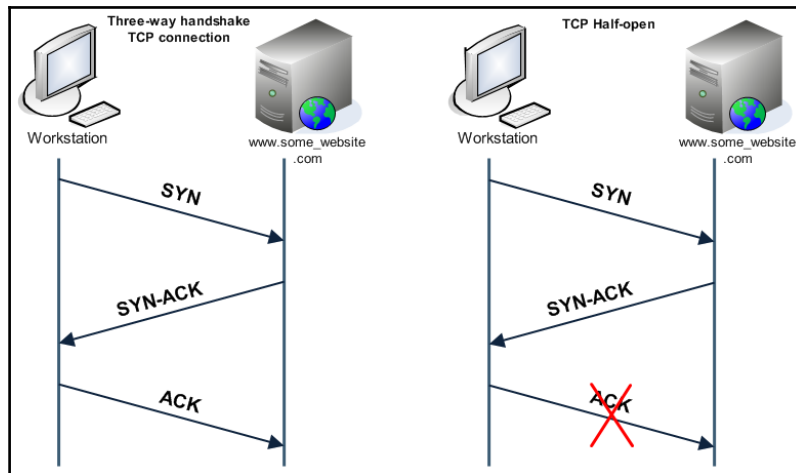 Three-way handshake
TCP connection
Workstation
www.some_website
.com
SYN
SYN-ACK
ACK
TCP Half-open
Workstation
www.some_website
.com
SYN
SYN-ACK
ACK